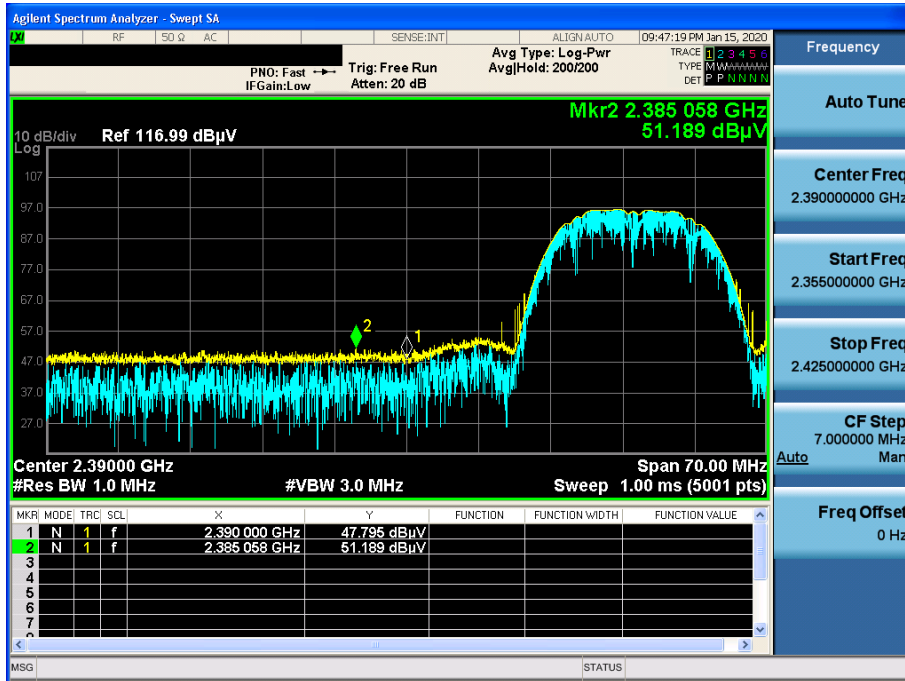 Agilent Spectrum Analyzer - Swept SA
LXI RF 50 Ω AC SENSE:INT ALIGN AUTO 09:47:19 PM Jan 15, 2020
PNO: Fast Trig: Free Run Avg Type: Log-Pwr TRACE 1 2 3 4 5 6
IFGain:Low Atten: 20 dB Avg|Hold: 200/200 TYPE M W
DET P P N N N N
Frequency
Mkr2 2.385 058 GHz
51.189 dBµV
10 dB/div Ref 116.99 dBµV
Log
107
97.0
87.0
77.0
67.0
57.0
47.0
37.0
27.0
2
1
Center 2.39000 GHz Span 70.00 MHz
#Res BW 1.0 MHz #VBW 3.0 MHz Sweep 1.00 ms (5001 pts)
MKR MODE TRC SCL X Y FUNCTION FUNCTION WIDTH FUNCTION VALUE
1 N 1 f 2.390 000 GHz 47.795 dBµV
2 N 1 f 2.385 058 GHz 51.189 dBµV
3
4
5
6
7
MSG STATUS
Auto Tune
Center Freq
2.390000000 GHz
Start Freq
2.355000000 GHz
Stop Freq
2.425000000 GHz
CF Step
7.000000 MHz
Auto Man
Freq Offset
0 Hz